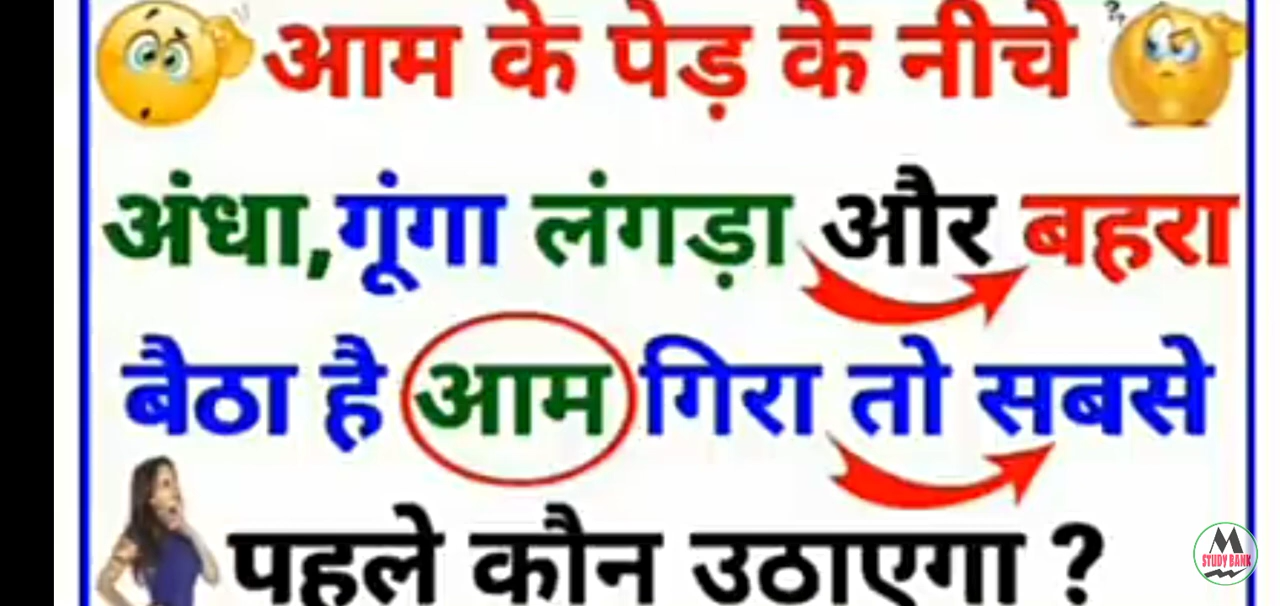 आम के पेड़ के नीचे
अंधा,गूंगा लंगड़ा और बहरा
बैठा है आम गिरा तो सबसे
पहले कौन उठाएगा ?
M
STUDY BANK